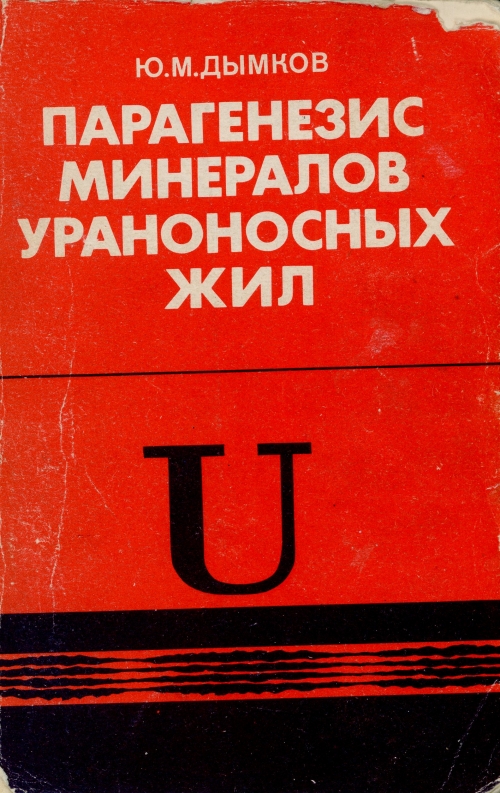 Ю.М.ДЫМКОВ
ПАРАГЕНЕЗИС
МИНЕРАЛОВ
УРАНОНОСНЫХ
ЖИЛ
U